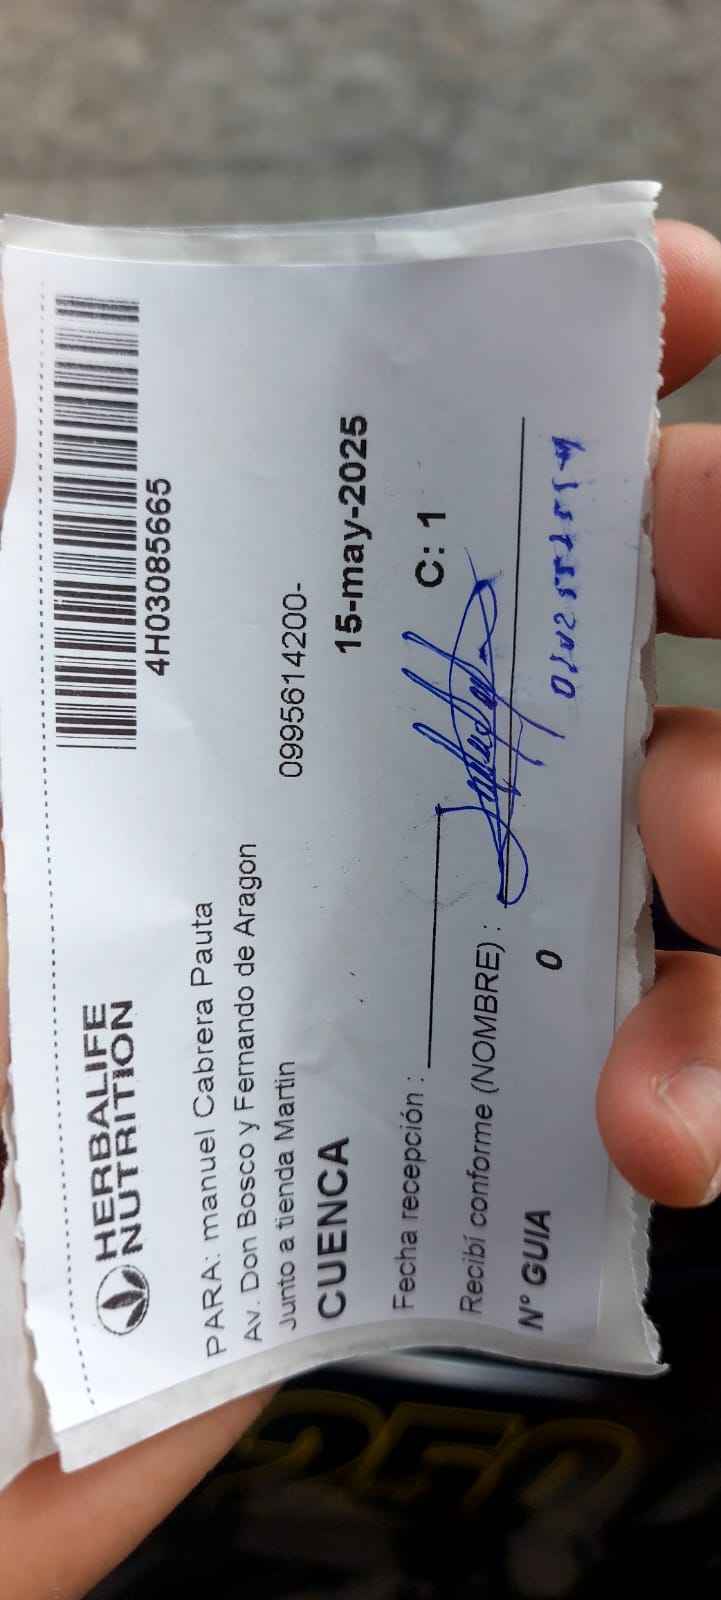 HERBALIFE
NUTRITION
4H03085665
PARA: manuel Cabrera Pauta
Av. Don Bosco y Fernando de Aragon
Junto a tienda Martin
0995614200-
CUENCA
15-may-2025
Fecha recepción :
C: 1
Recibí conforme (NOMBRE) :
N° GUIA
0